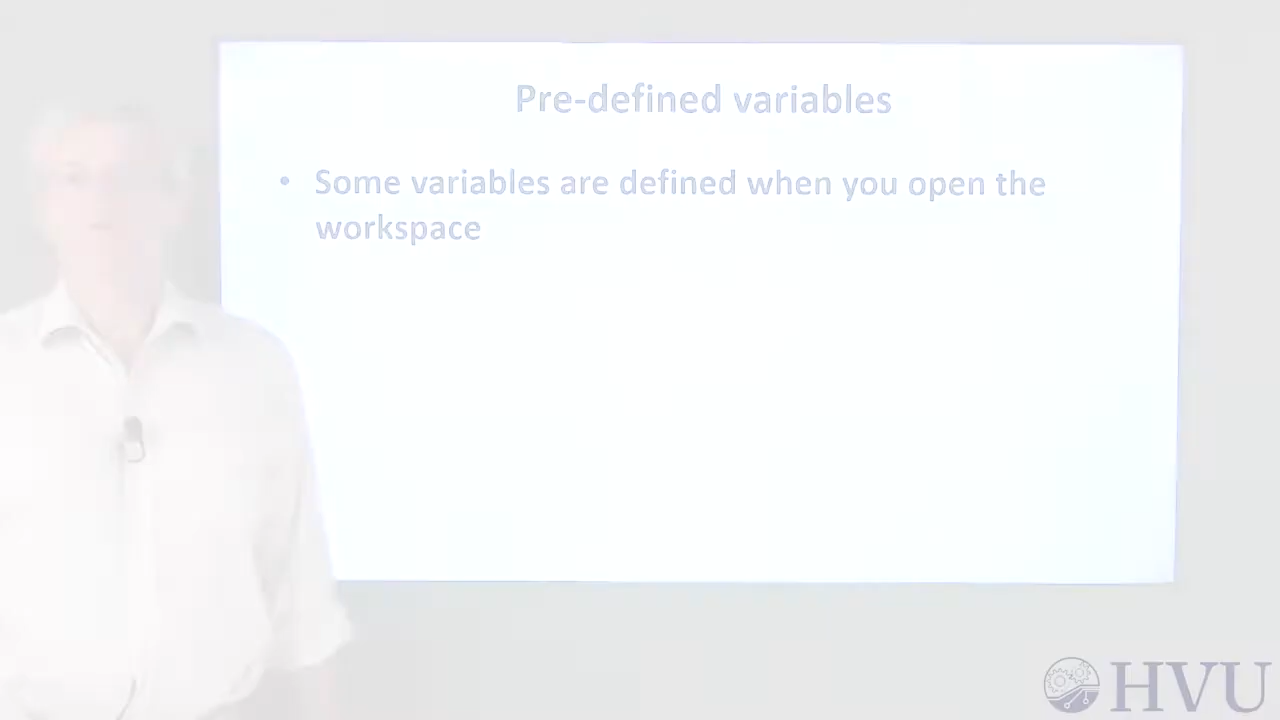 Pre-defined variables
• Some variables are defined when you open the
workspace
HVU